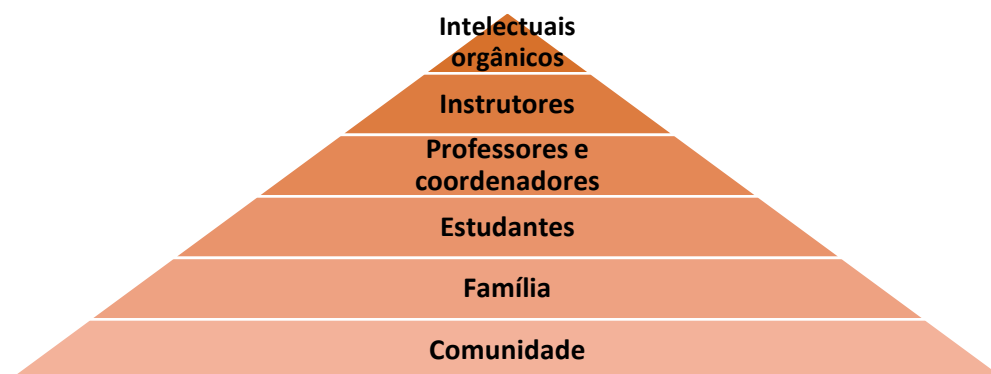 Intelectuais
orgânicos
Instrutores
Professores e
coordenadores
Estudantes
Família
Comunidade